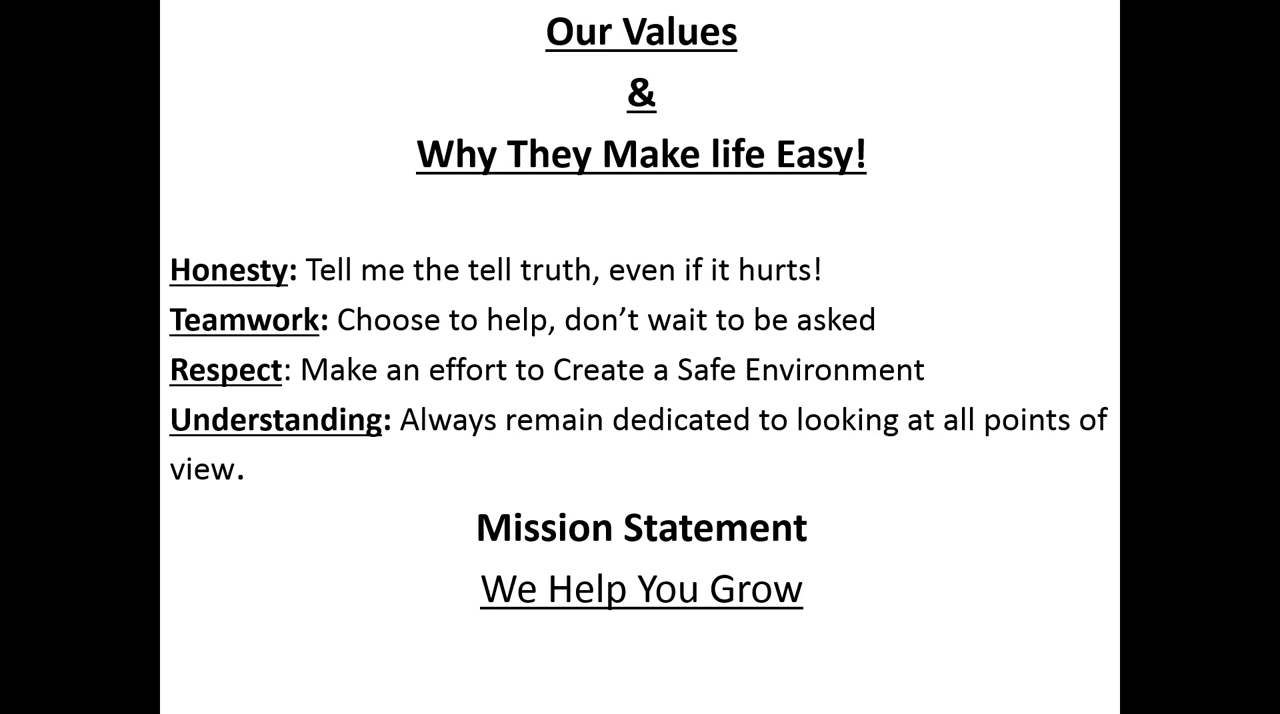 Our Values
&
Why They Make life Easy!
Honesty: Tell me the tell truth, even if it hurts!
Teamwork: Choose to help, don’t wait to be asked
Respect: Make an effort to Create a Safe Environment
Understanding: Always remain dedicated to looking at all points of
view.
Mission Statement
We Help You Grow